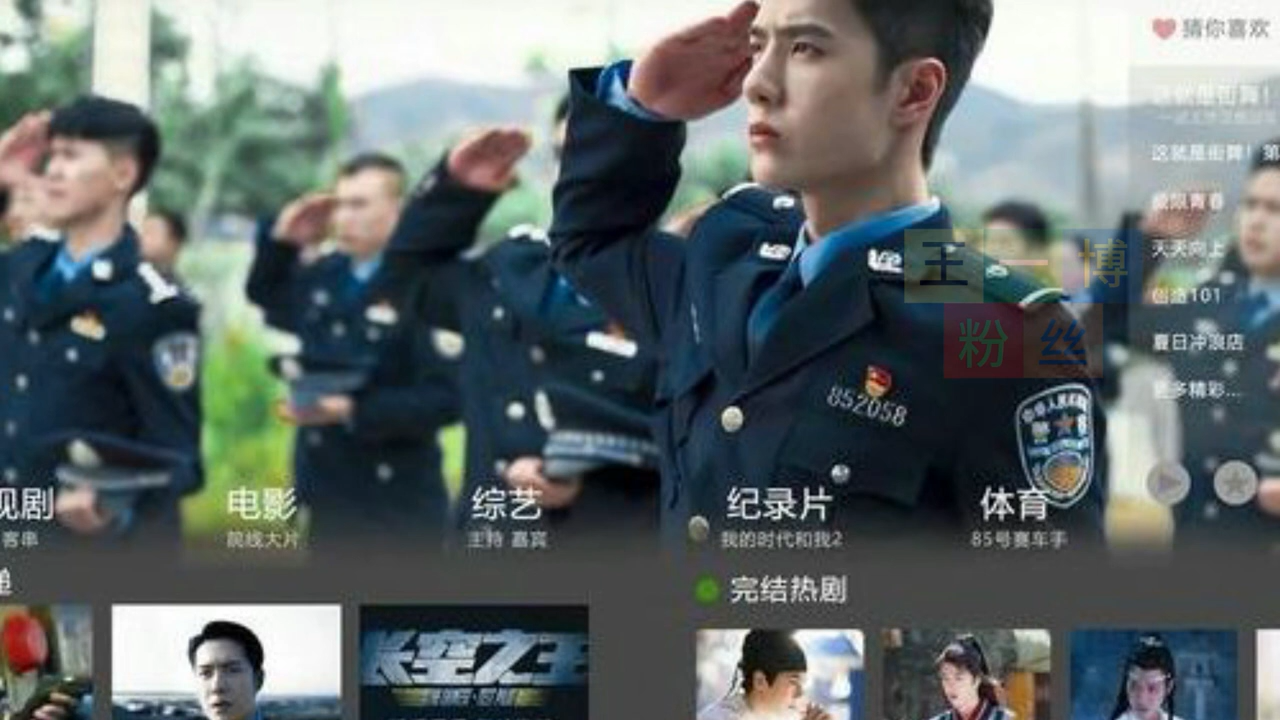 猜你喜欢
这就是街舞！
这就是街舞！第
极限青春
天天向上
创造101
夏日冲浪店
更多精彩...
王一博
粉丝
852058
视剧
电影
综艺
纪录片
体育
客串
院线大片
主持 嘉宾
我的时代和我2
85号赛车手
完结热剧
长空之王